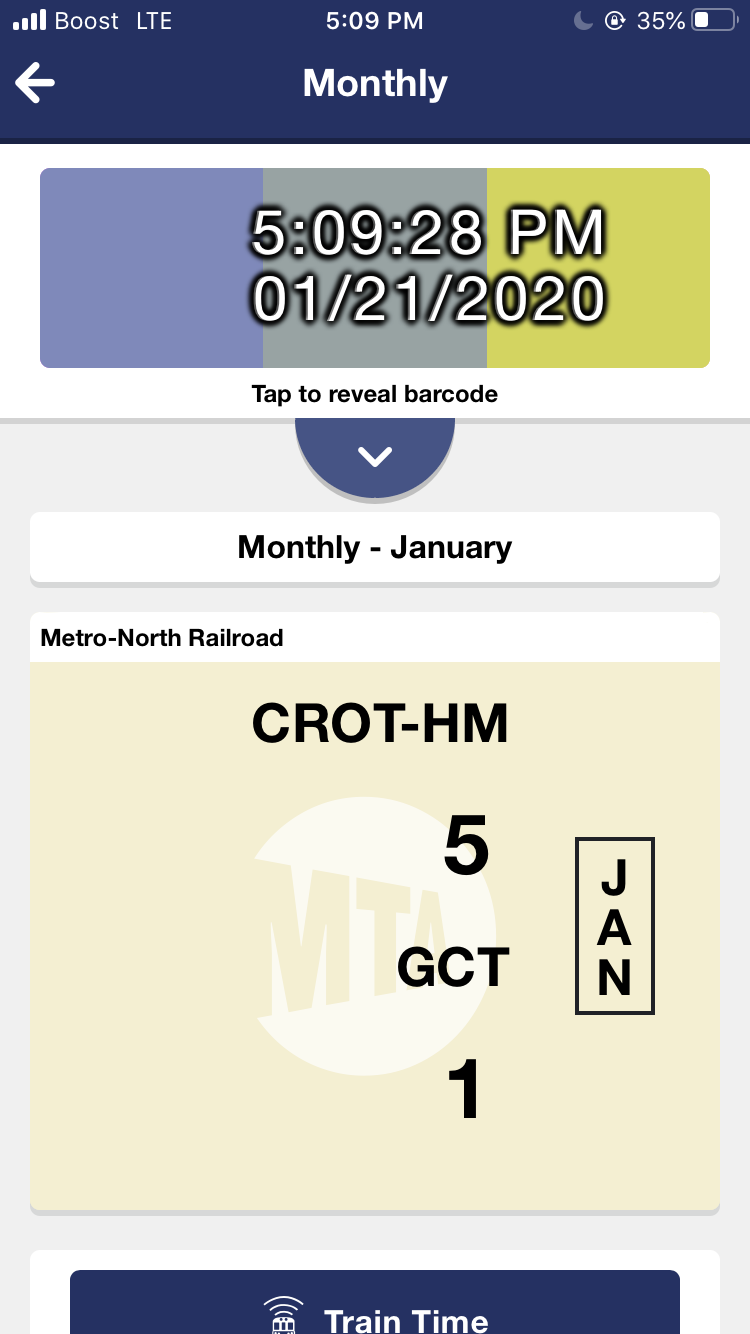 Boost LTE 5:09 PM 35%
Monthly
5:09:28 PM
01/21/2020
Tap to reveal barcode
Monthly - January
Metro-North Railroad
CROT-HM
5
MTA
GCT
1
J
A
N
Train Time